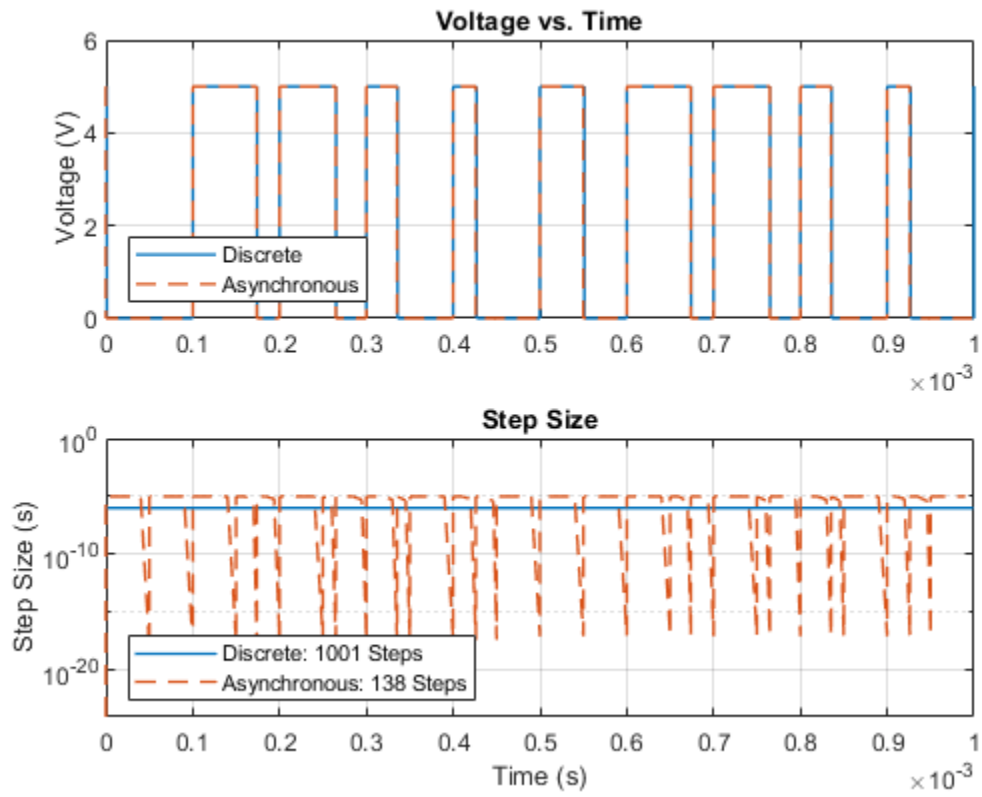 Voltage vs. Time
6
4
2
0
Voltage (V)
Discrete
Asynchronous
0 0.1 0.2 0.3 0.4 0.5 0.6 0.7 0.8 0.9 1
×10⁻³
Step Size
10⁰
10⁻¹⁰
10⁻²⁰
Step Size (s)
Discrete: 1001 Steps
Asynchronous: 138 Steps
0 0.1 0.2 0.3 0.4 0.5 0.6 0.7 0.8 0.9 1
Time (s)
×10⁻³